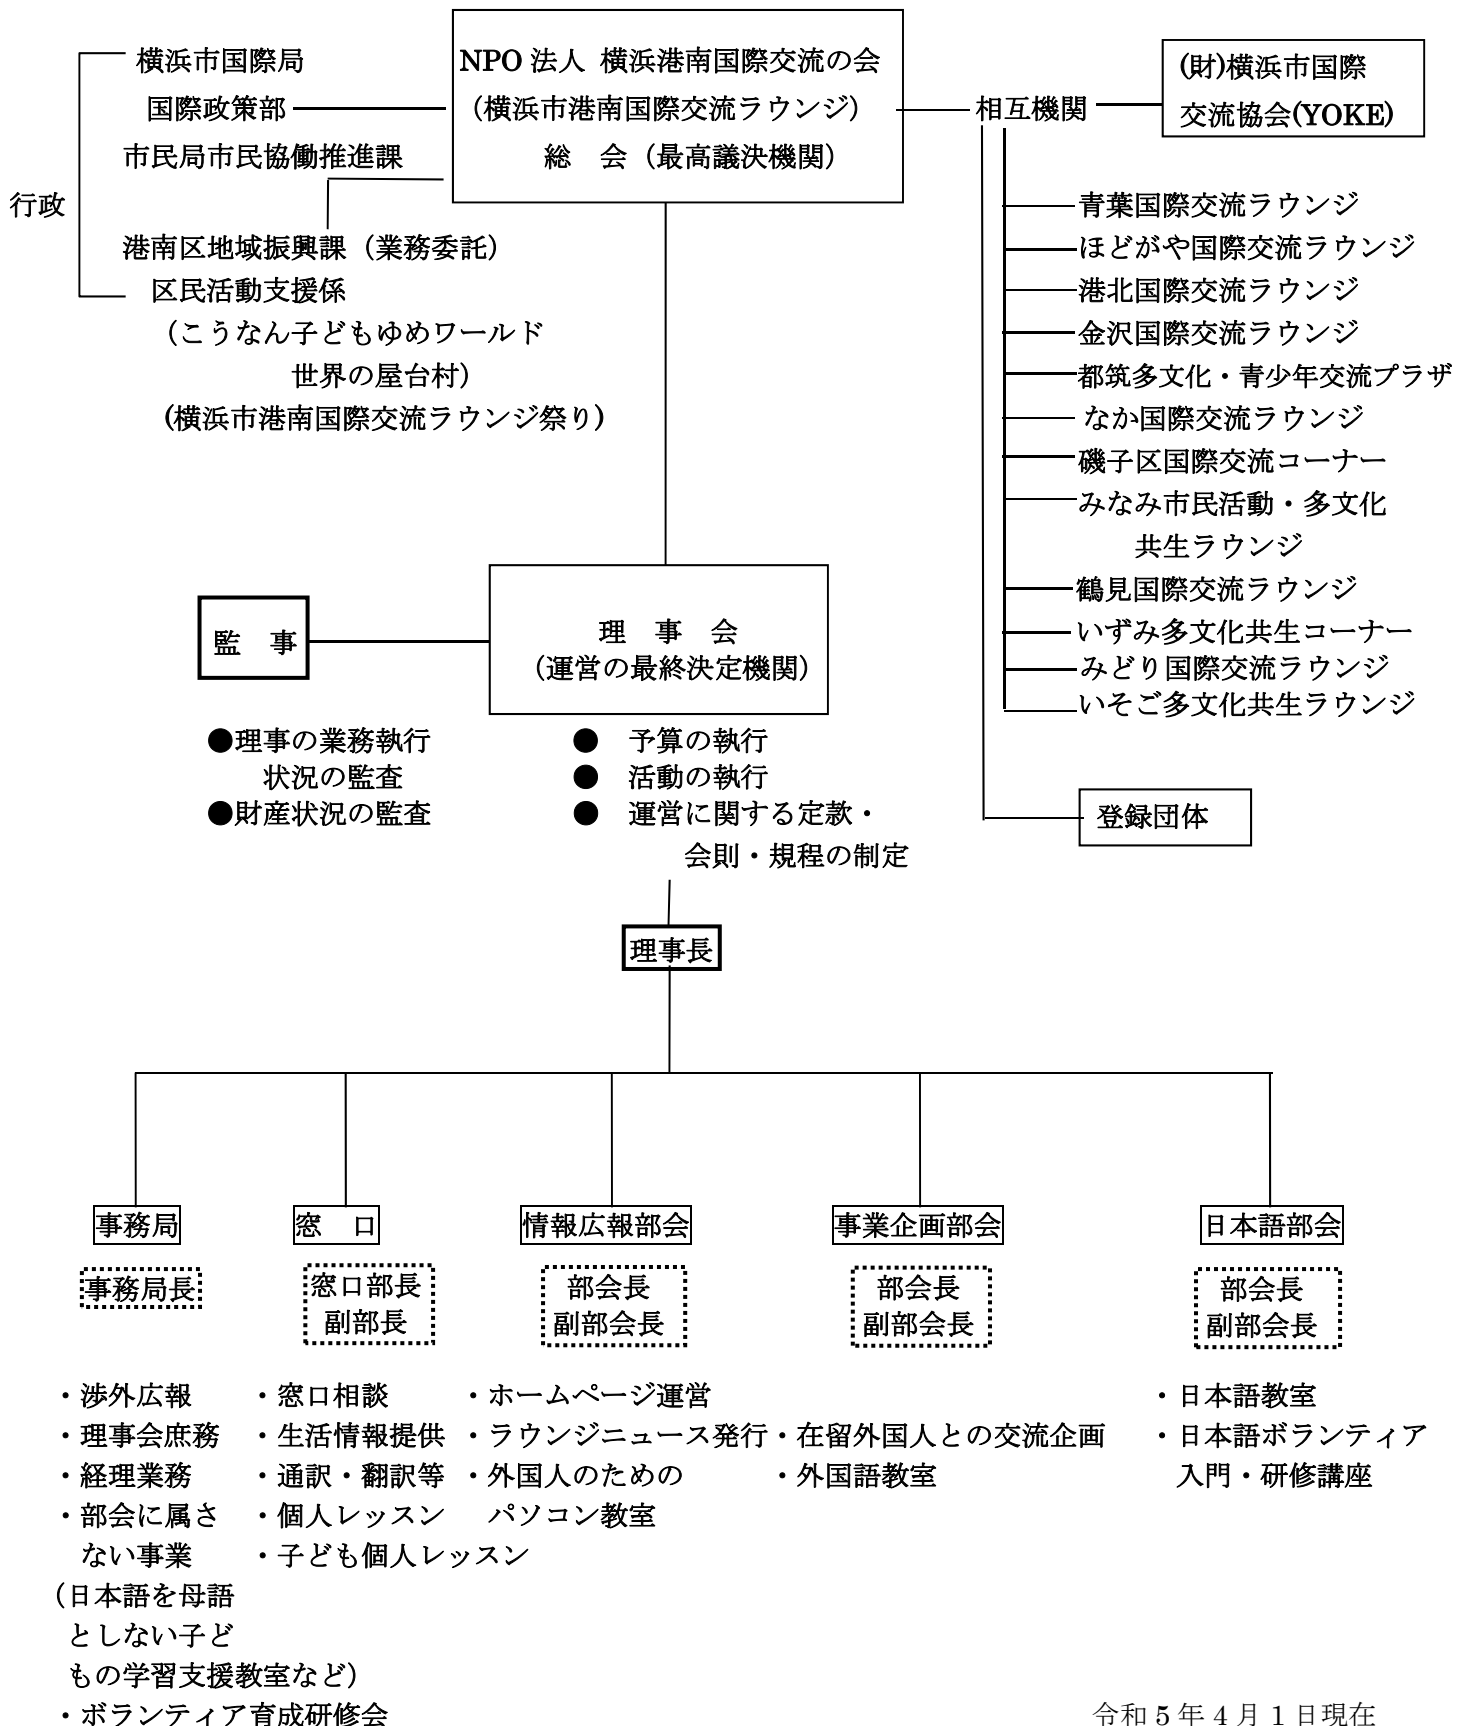 横浜市国際局
国際政策部
市民局市民協働推進課
行政
港南区地域振興課（業務委託）
区民活動支援係
（こうなん子どもゆめワールド
世界の屋台村）
(横浜市港南国際交流ラウンジ祭り)
NPO 法人 横浜港南国際交流の会
（横浜市港南国際交流ラウンジ）
総　会（最高議決機関）
相互機関
(財)横浜市国際
交流協会(YOKE)
青葉国際交流ラウンジ
ほどがや国際交流ラウンジ
港北国際交流ラウンジ
金沢国際交流ラウンジ
都筑多文化・青少年交流プラザ
なか国際交流ラウンジ
磯子区国際交流コーナー
みなみ市民活動・多文化
共生ラウンジ
鶴見国際交流ラウンジ
いずみ多文化共生コーナー
みどり国際交流ラウンジ
いそご多文化共生ラウンジ
登録団体
監　事
●理事の業務執行
状況の監査
●財産状況の監査
理　事　会
（運営の最終決定機関）
●　予算の執行
●　活動の執行
●　運営に関する定款・
会則・規程の制定
理事長
事務局
事務局長
・渉外広報
・理事会庶務
・経理業務
・部会に属さ
ない事業
（日本語を母語
としない子ど
もの学習支援教室など）
・ボランティア育成研修会
窓　口
窓口部長
副部長
・窓口相談
・生活情報提供
・通訳・翻訳等
・個人レッスン
・子ども個人レッスン
情報広報部会
部会長
副部会長
・ホームページ運営
・ラウンジニュース発行
・外国人のための
パソコン教室
事業企画部会
部会長
副部会長
・在留外国人との交流企画
・外国語教室
日本語部会
部会長
副部会長
・日本語教室
・日本語ボランティア
入門・研修講座
令和 5 年 4 月 1 日現在